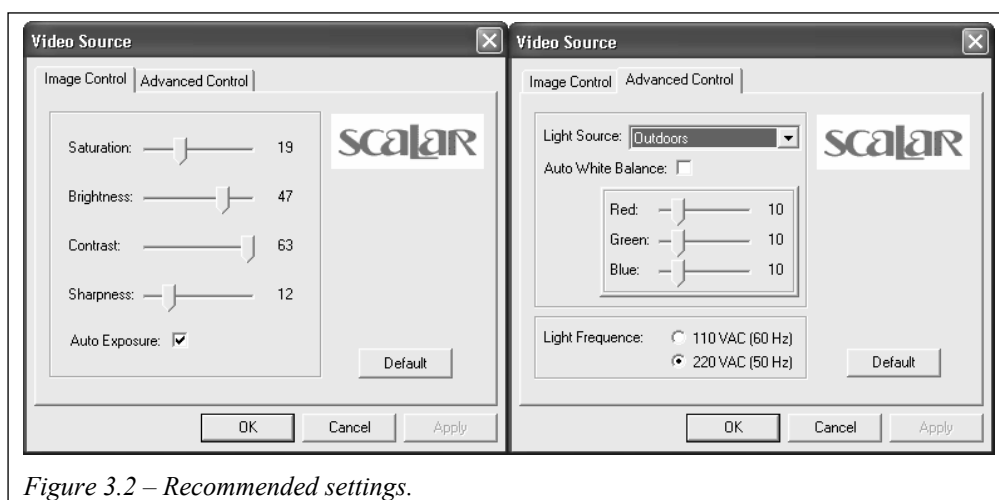 Video Source
Image Control
Advanced Control
Saturation: 19
Brightness: 47
Contrast: 63
Sharpness: 12
Auto Exposure:
scalar
Default
OK
Cancel
Apply
Video Source
Image Control
Advanced Control
Light Source: Outdoors
Auto White Balance:
Red: 10
Green: 10
Blue: 10
Light Frequence: 110 VAC (60 Hz)
220 VAC (50 Hz)
scalar
Default
OK
Cancel
Apply
Figure 3.2 – Recommended settings.